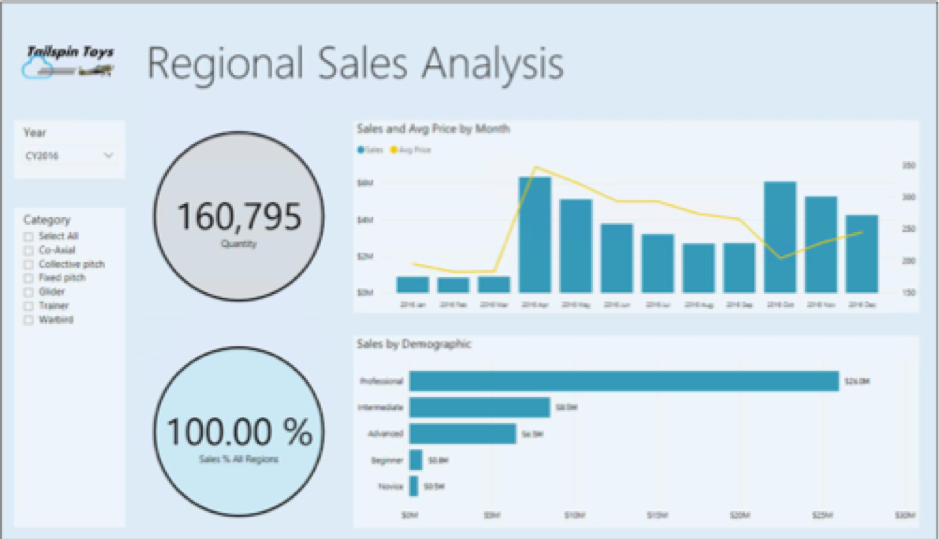 Tailspin Toys
Regional Sales Analysis
Year
CY2016
Category
Select All
Co-Axial
Collective pitch
Fixed pitch
Glider
Trainer
Warbird
160,795
Quantity
100.00 %
Sales % All Regions
Sales and Avg Price by Month
Sales Avg Price
$6M
$4M
$2M
$0M
350
300
250
200
150
2016 Jan 2016 Feb 2016 Mar 2016 Apr 2016 May 2016 Jun 2016 Jul 2016 Aug 2016 Sep 2016 Oct 2016 Nov 2016 Dec
Sales by Demographic
Professional $26.0M
Intermediate $8.5M
Advanced $6.5M
Beginner $0.8M
Novice $0.5M
$0M $5M $10M $15M $20M $25M $30M